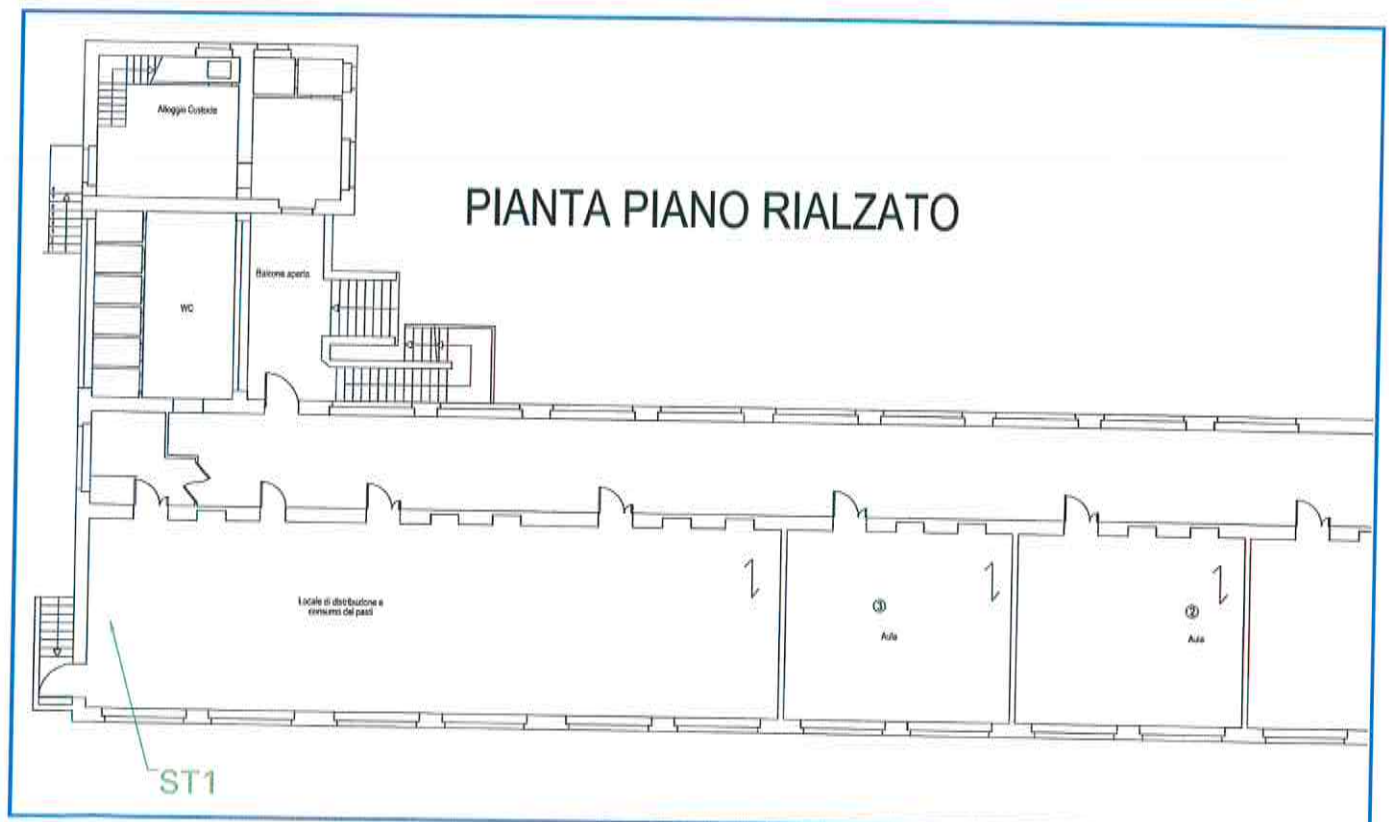 Alloggio Custode
PIANTA PIANO RIALZATO
Balcone aperto
WC
Locale di distribuzione e
consumo dei pasti
3
Aula
2
Aula
ST1